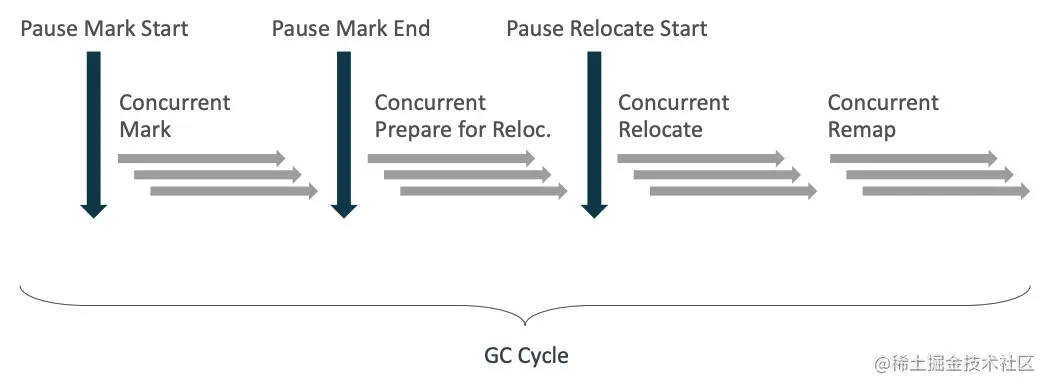 Pause Mark Start
Pause Mark End
Pause Relocate Start
Concurrent
Mark
Concurrent
Prepare for Reloc.
Concurrent
Relocate
Concurrent
Remap
GC Cycle
@稀土掘金技术社区